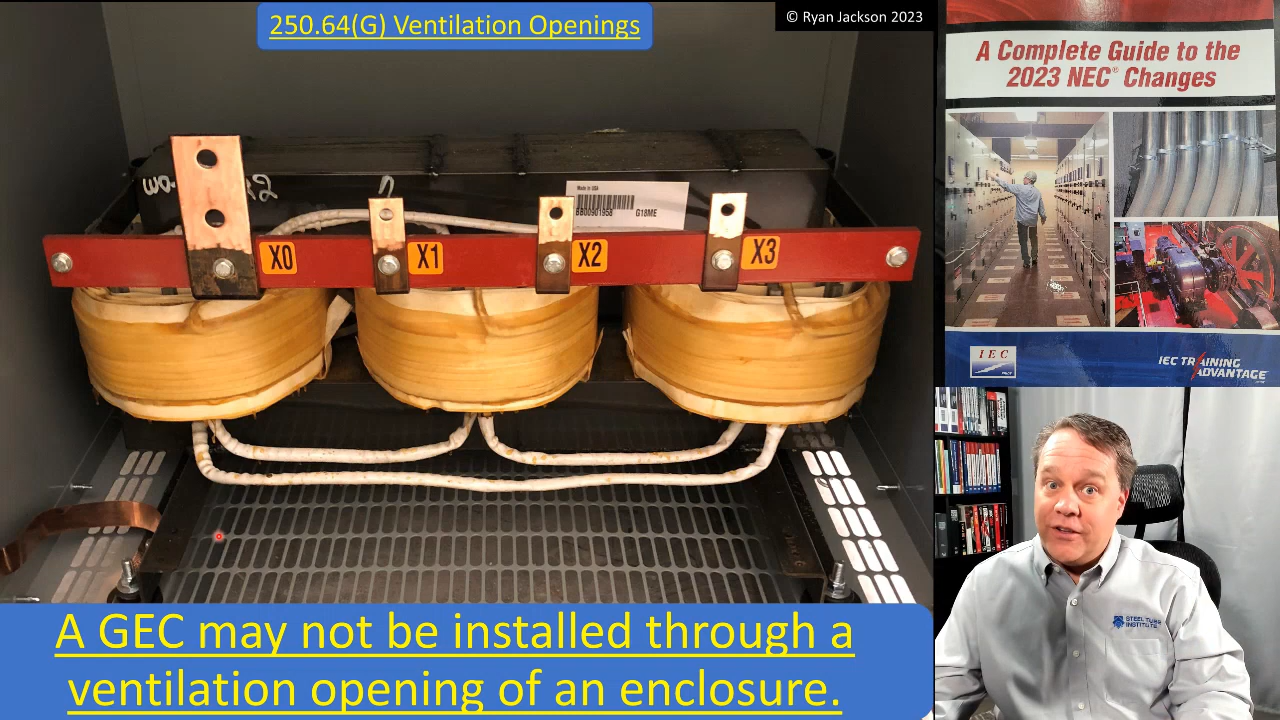 250.64(G) Ventilation Openings
© Ryan Jackson 2023
Made in USA
BB00901958 G18ME
X0
X1
X2
X3
A GEC may not be installed through a
ventilation opening of an enclosure.
A Complete Guide to the
2023 NEC® Changes
IEC
IEC TRAINING
ADVANTAGE
STEEL TUBE
INSTITUTE